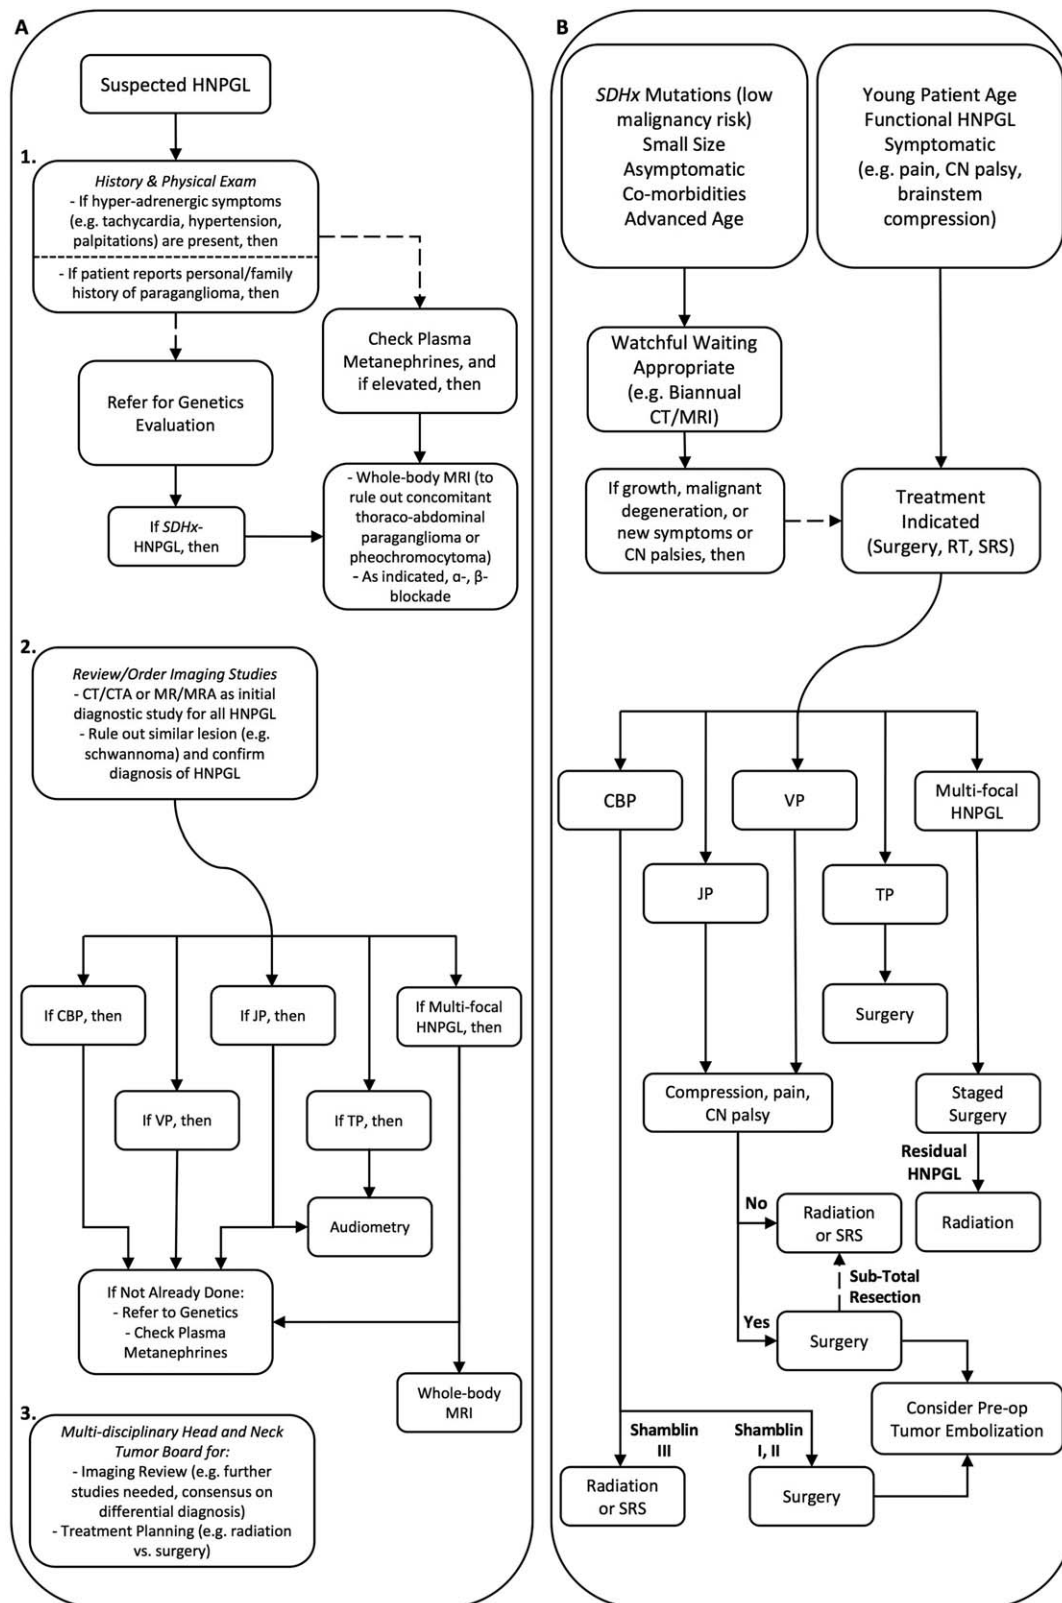 A
Suspected HNPGL
1.
History & Physical Exam
- If hyper-adrenergic symptoms
(e.g. tachycardia, hypertension,
palpitations) are present, then
- If patient reports personal/family
history of paraganglioma, then
Check Plasma
Metanephrines, and
if elevated, then
Refer for Genetics
Evaluation
If SDHx-
HNPGL, then
- Whole-body MRI (to
rule out concomitant
thoraco-abdominal
paraganglioma or
pheochromocytoma)
- As indicated, α-, β-
blockade
2.
Review/Order Imaging Studies
- CT/CTA or MR/MRA as initial
diagnostic study for all HNPGL
- Rule out similar lesion (e.g.
schwannoma) and confirm
diagnosis of HNPGL
If CBP, then
If JP, then
If Multi-focal
HNPGL, then
If VP, then
If TP, then
Audiometry
If Not Already Done:
- Refer to Genetics
- Check Plasma
Metanephrines
Whole-body
MRI
3.
Multi-disciplinary Head and Neck
Tumor Board for:
- Imaging Review (e.g. further
studies needed, consensus on
differential diagnosis)
- Treatment Planning (e.g. radiation
vs. surgery)
B
SDHx Mutations (low
malignancy risk)
Small Size
Asymptomatic
Co-morbidities
Advanced Age
Young Patient Age
Functional HNPGL
Symptomatic
(e.g. pain, CN palsy,
brainstem
compression)
Watchful Waiting
Appropriate
(e.g. Biannual
CT/MRI)
If growth, malignant
degeneration, or
new symptoms or
CN palsies, then
Treatment
Indicated
(Surgery, RT, SRS)
CBP
VP
Multi-focal
HNPGL
JP
TP
Surgery
Compression, pain,
CN palsy
Staged
Surgery
Residual
HNPGL
Radiation
No
Radiation
or SRS
Sub-Total
Resection
Yes
Surgery
Consider Pre-op
Tumor Embolization
Shamblin
III
Shamblin
I, II
Radiation
or SRS
Surgery